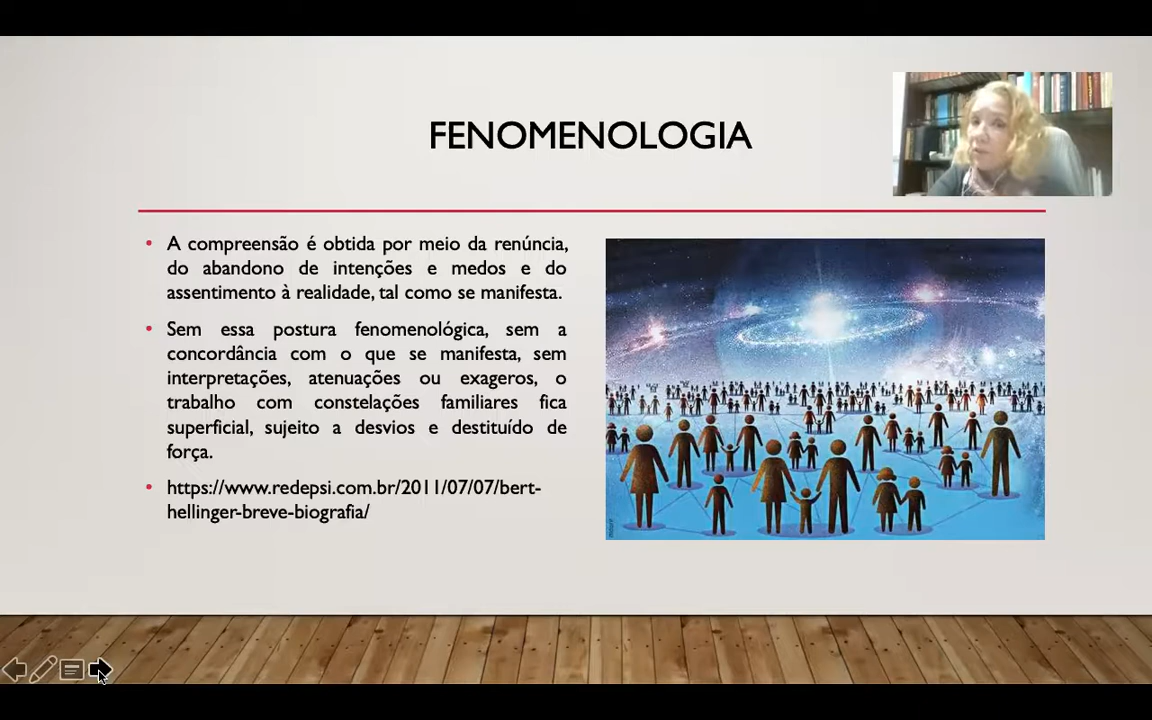 FENOMENOLOGIA
• A compreensão é obtida por meio da renúncia,
do abandono de intenções e medos e do
assentimento à realidade, tal como se manifesta.
• Sem essa postura fenomenológica, sem a
concordância com o que se manifesta, sem
interpretações, atenuações ou exageros, o
trabalho com constelações familiares fica
superficial, sujeito a desvios e destituído de
força.
• https://www.redepsi.com.br/2011/07/07/bert-
hellinger-breve-biografia/